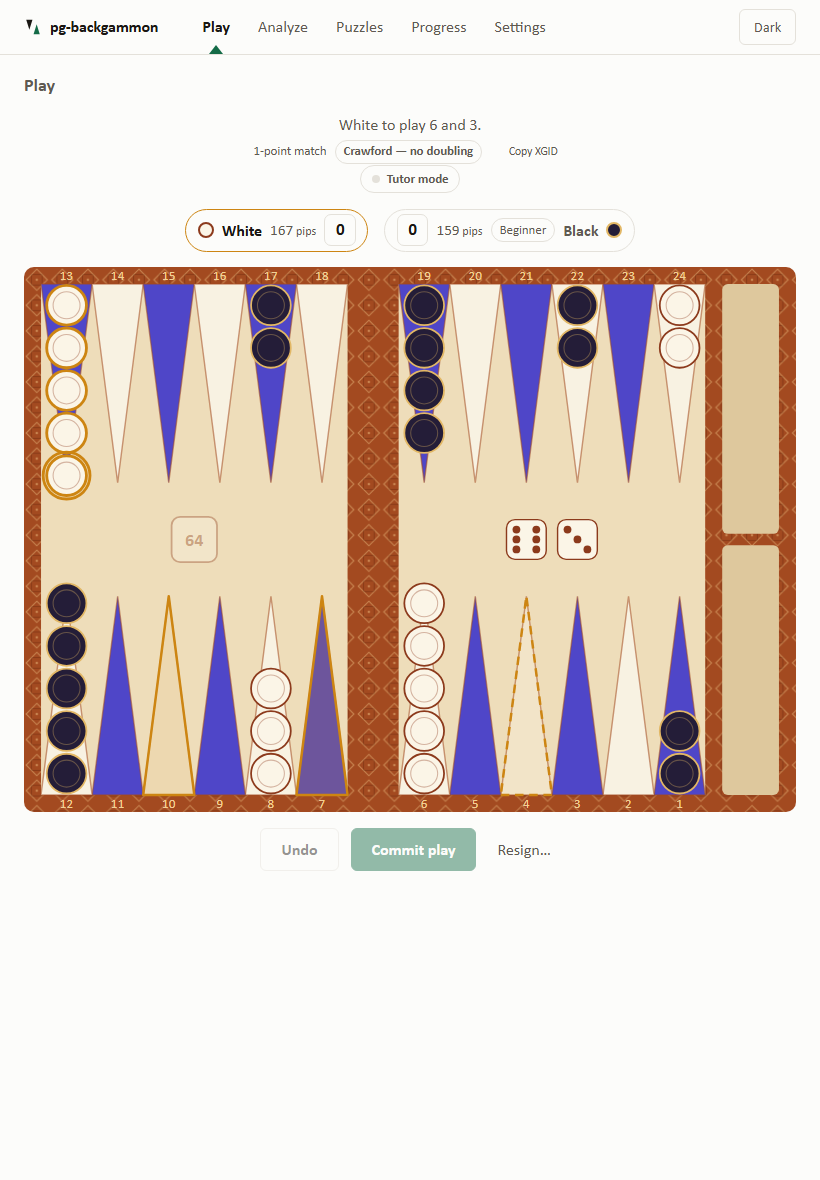 pg-backgammon Play Analyze Puzzles Progress Settings Dark
Play
White to play 6 and 3.
1-point match Crawford — no doubling Copy XGID
Tutor mode
White 167 pips 0 0 159 pips Beginner Black
13 14 15 16 17 18 19 20 21 22 23 24
64
12 11 10 9 8 7 6 5 4 3 2 1
Undo Commit play Resign...